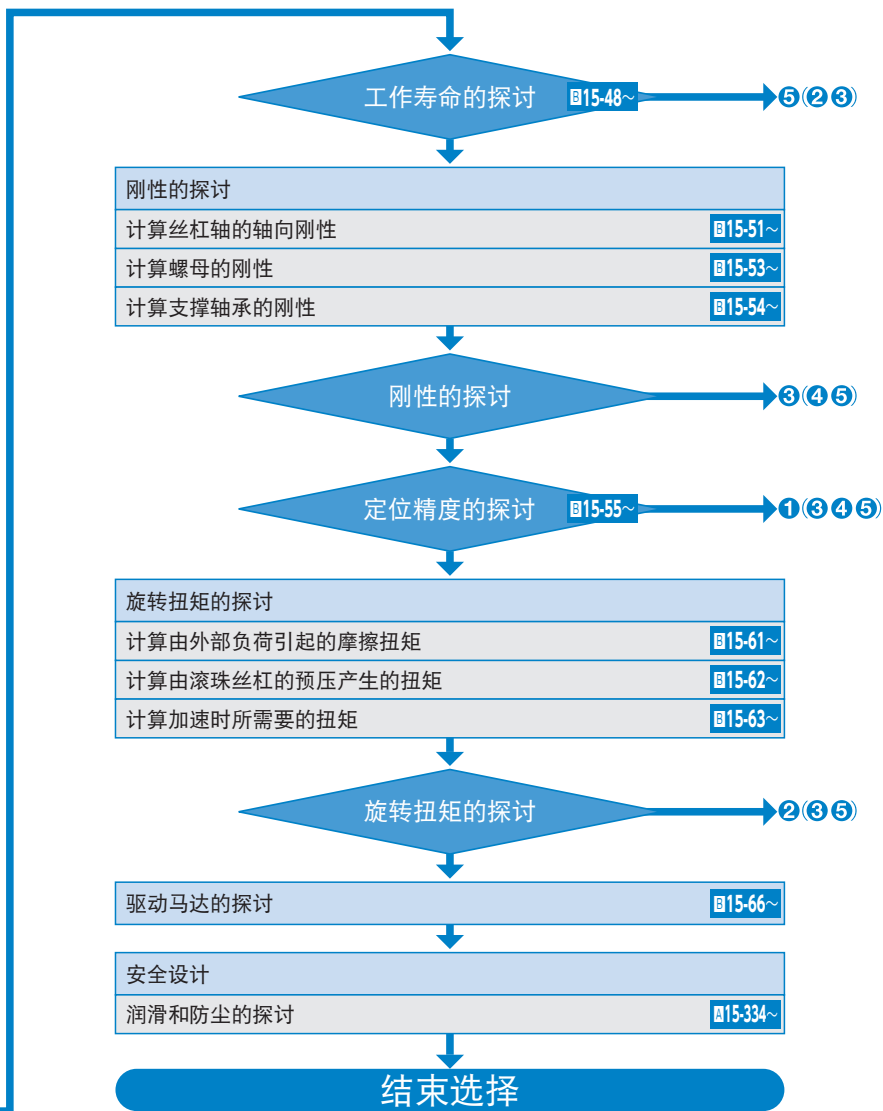 工作寿命的探讨 B15-48~ ❺(❷❸)
刚性的探讨
计算丝杠轴的轴向刚性 B15-51~
计算螺母的刚性 B15-53~
计算支撑轴承的刚性 B15-54~
刚性的探讨 ❸(❹❺)
定位精度的探讨 B15-55~ ❶(❸❹❺)
旋转扭矩的探讨
计算由外部负荷引起的摩擦扭矩 B15-61~
计算由滚珠丝杠的预压产生的扭矩 B15-62~
计算加速时所需要的扭矩 B15-63~
旋转扭矩的探讨 ❷(❸❺)
驱动马达的探讨 B15-66~
安全设计
润滑和防尘的探讨 A15-334~
结束选择